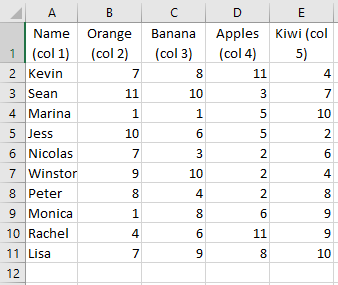 A B C D E
1 Name (col 1) Orange (col 2) Banana (col 3) Apples (col 4) Kiwi (col 5)
2 Kevin 7 8 11 4
3 Sean 11 10 3 7
4 Marina 1 1 5 10
5 Jess 10 6 5 2
6 Nicolas 7 3 2 6
7 Winstor 9 10 2 4
8 Peter 8 4 2 8
9 Monica 1 8 6 9
10 Rachel 4 6 11 9
11 Lisa 7 9 8 10
12